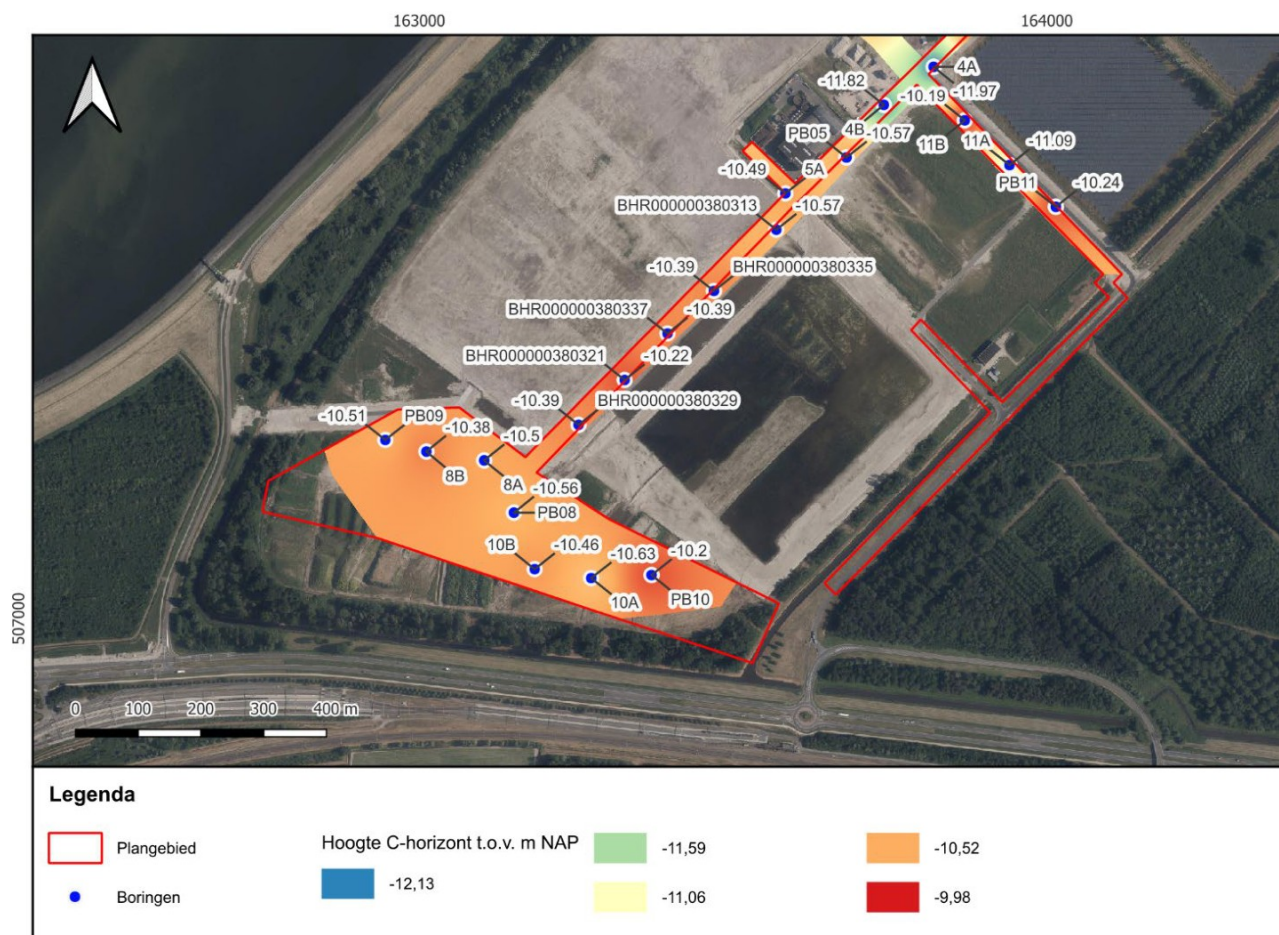 163000
164000
507000
4A
-11.82
-10.19
-11.97
PB05
4B
-10.57
11B
11A
-11.09
-10.49
5A
PB11
-10.24
BHR000000380313
-10.57
-10.39
BHR000000380335
BHR000000380337
-10.39
BHR000000380321
-10.22
-10.39
BHR000000380329
-10.51
PB09
-10.38
-10.5
8B
8A
-10.56
PB08
10B
-10.46
-10.63
-10.2
10A
PB10
0 100 200 300 400 m
Legenda
Plangebied
Boringen
Hoogte C-horizont t.o.v. m NAP
-12,13
-11,59
-11,06
-10,52
-9,98